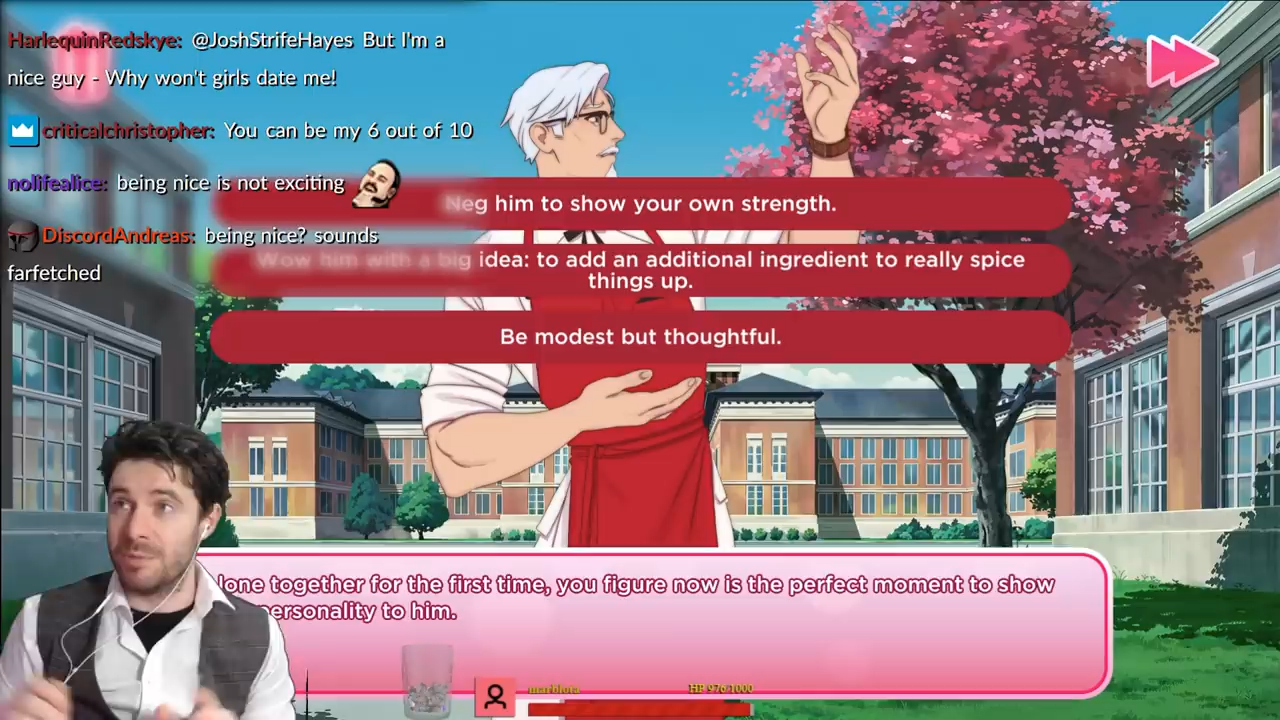 HarlequinRedskye: @JoshStrifeHayes But I'm a
nice guy - Why won't girls date me!
criticalchristopher: You can be my 6 out of 10
nolifealice: being nice is not exciting
DiscordAndreas: being nice? sounds
farfetched
Neg him to show your own strength.
Wow him with a big idea: to add an additional ingredient to really spice
things up.
Be modest but thoughtful.
lone together for the first time, you figure now is the perfect moment to show
personality to him.
HP 976/1000